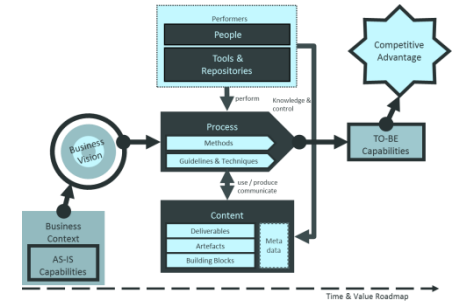 Performers
People
Tools &
Repositories
Competitive
Advantage
perform
Knowledge &
control
Process
Methods
Guidelines & Techniques
Business
Vision
TO-BE
Capabilities
use / produce
communicate
Content
Deliverables
Artefacts
Building Blocks
Meta
data
Business
Context
AS-IS
Capabilities
Time & Value Roadmap